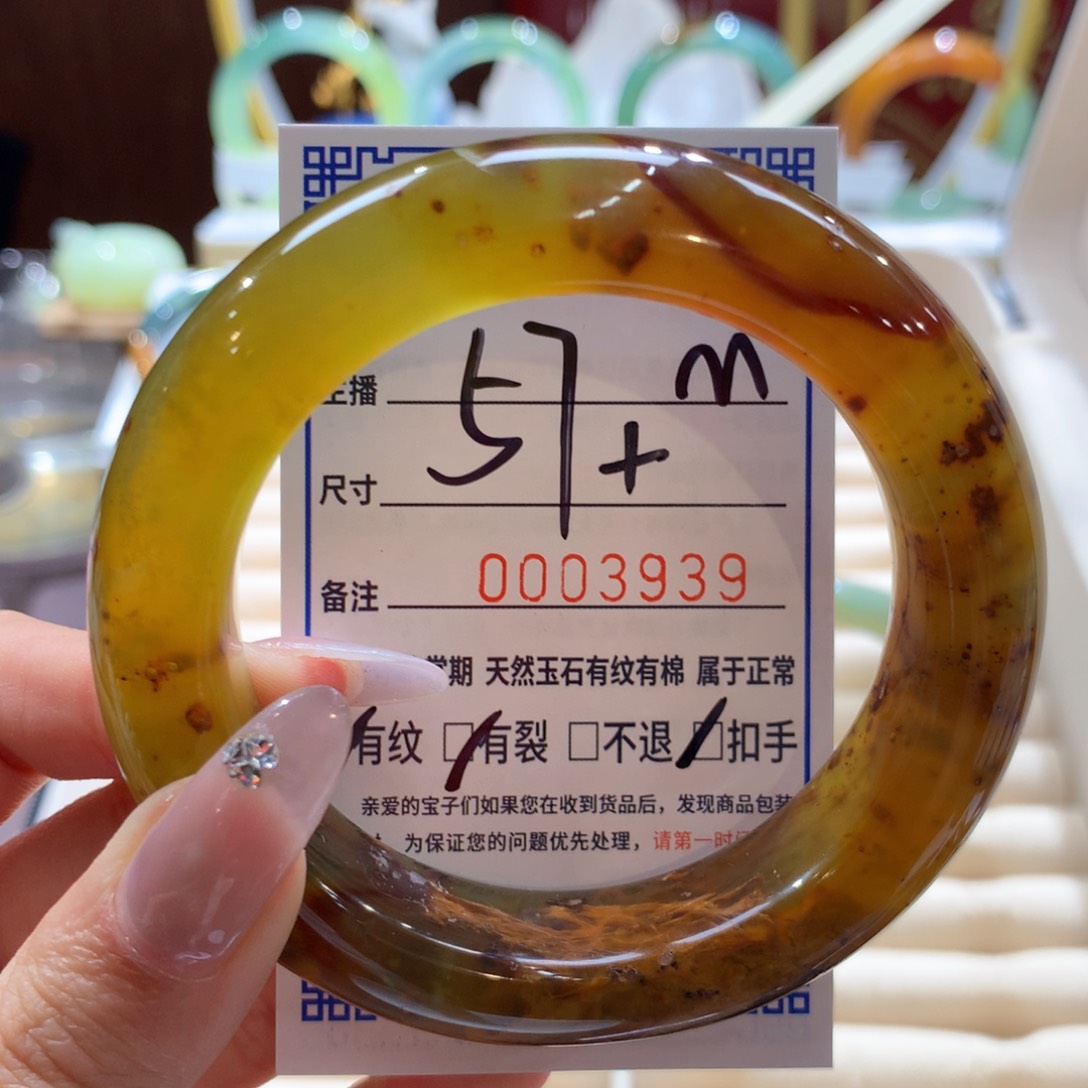 主播 57+ m
尺寸
备注 0003939
常期 天然玉石有纹有棉 属于正常
有纹 □有裂 □不退 □扣手
亲爱的宝子们如果您在收到货品后，发现商品包装
为保证您的问题优先处理，请第一时间